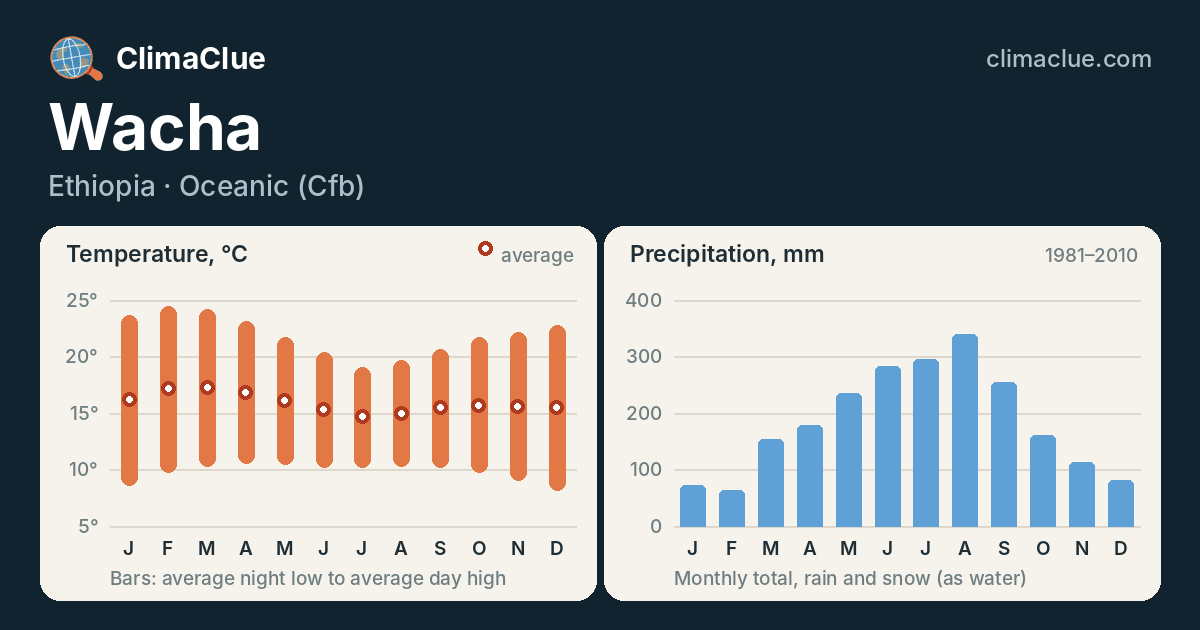 ClimaClue
climaclue.com
Wacha
Ethiopia · Oceanic (Cfb)
Temperature, °C
average
25°
20°
15°
10°
5°
J F M A M J J A S O N D
Bars: average night low to average day high
Precipitation, mm
1981–2010
400
300
200
100
0
J F M A M J J A S O N D
Monthly total, rain and snow (as water)